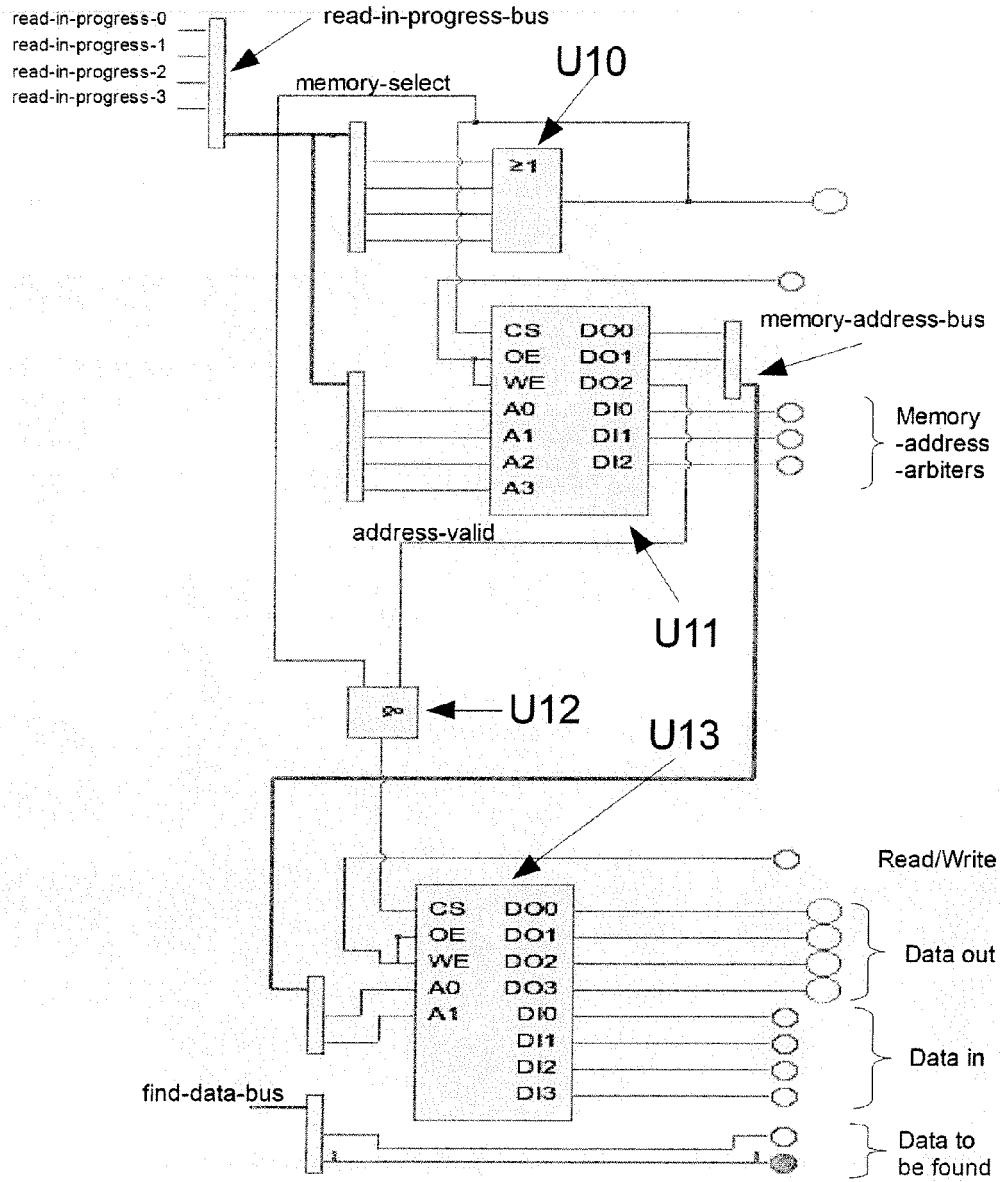 read-in-progress-0
read-in-progress-1
read-in-progress-2
read-in-progress-3
read-in-progress-bus
U10
memory-select
≥1
CS DO0
OE DO1
WE DO2
A0 DI0
A1 DI1
A2 DI2
A3
memory-address-bus
Memory
-address
-arbiters
address-valid
U11
&
U12
U13
Read/Write
CS DO0
OE DO1
WE DO2
A0 DO3
A1 DI0
DI1
DI2
DI3
Data out
Data in
find-data-bus
Data to
be found